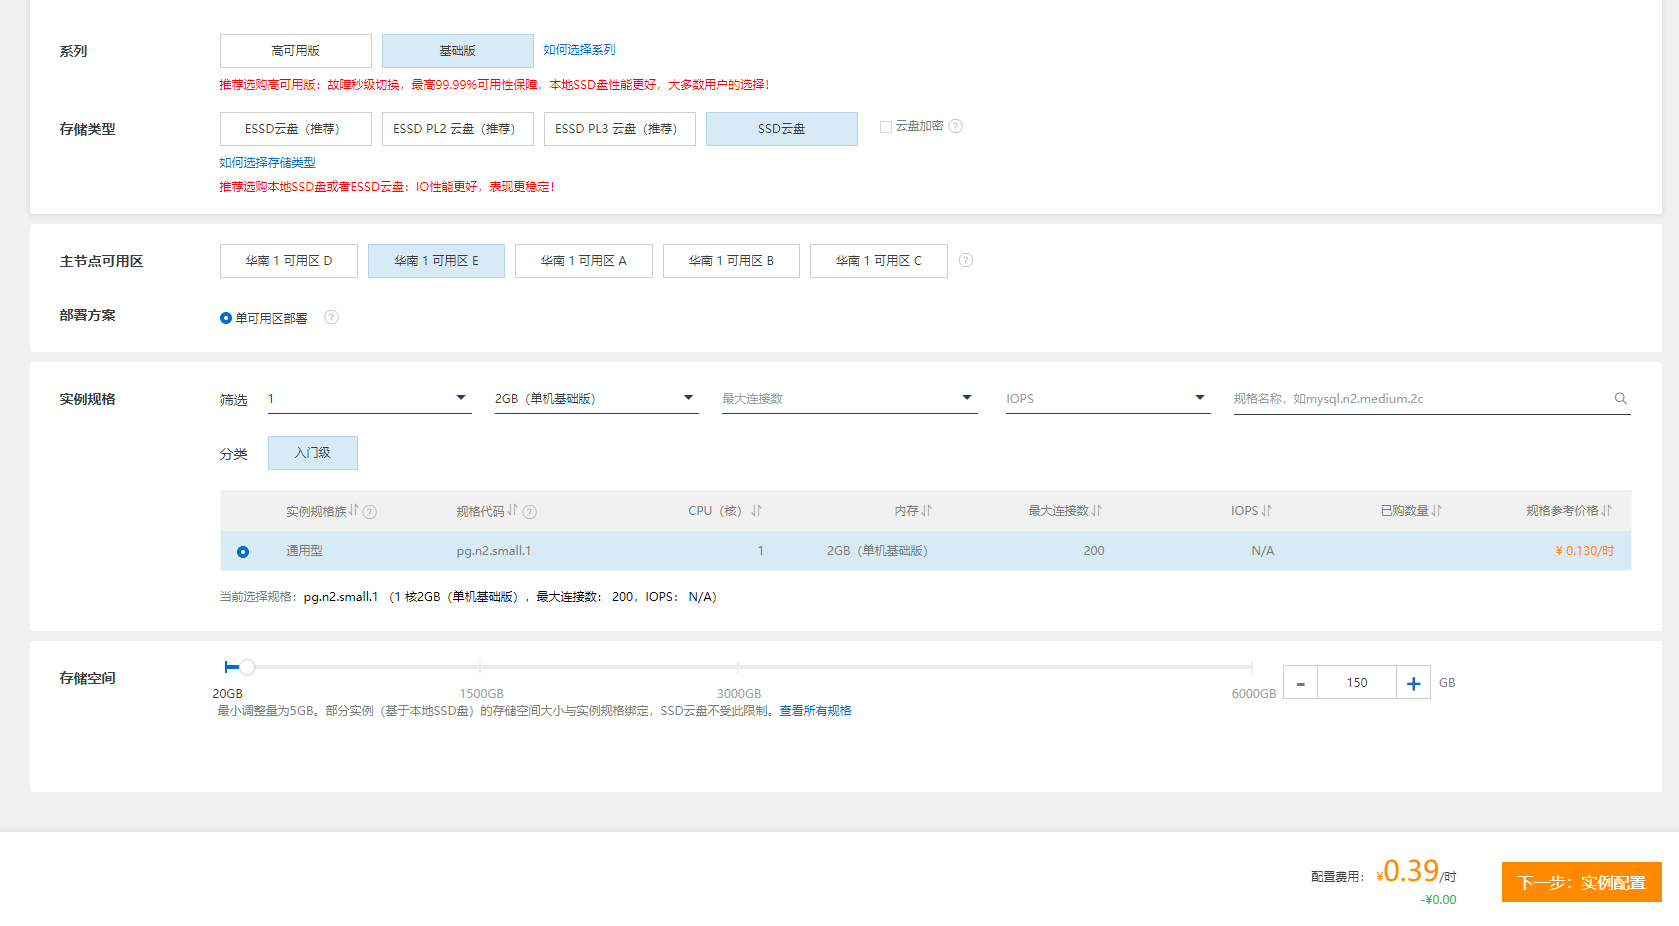 系列 高可用版 基础版 如何选择系列
推荐选购高可用版：故障秒级切换，最高99.99%可用性保障，本地SSD盘性能更好，大多数用户的选择！
存储类型 ESSD云盘（推荐） ESSD PL2 云盘（推荐） ESSD PL3 云盘（推荐） SSD云盘 云盘加密 ?
如何选择存储类型
推荐选购本地SSD盘或者ESSD云盘：IO性能更好，表现更稳定！
主节点可用区 华南 1 可用区 D 华南 1 可用区 E 华南 1 可用区 A 华南 1 可用区 B 华南 1 可用区 C ?
部署方案 单可用区部署 ?
实例规格 筛选 1 2GB（单机基础版） 最大连接数 IOPS 规格名称，如mysql.n2.medium.2c
分类 入门级
实例规格族 ? 规格代码 ? CPU（核） 内存 最大连接数 IOPS 已购数量 规格参考价格
通用型 pg.n2.small.1 1 2GB（单机基础版） 200 N/A ¥ 0.130/时
当前选择规格：pg.n2.small.1 （1 核2GB（单机基础版），最大连接数： 200，IOPS： N/A）
存储空间 - 150 + GB
20GB 1500GB 3000GB 6000GB
最小调整量为5GB。部分实例（基于本地SSD盘）的存储空间大小与实例规格绑定，SSD云盘不受此限制。查看所有规格
配置费用： ¥0.39/时 下一步：实例配置
-¥0.00